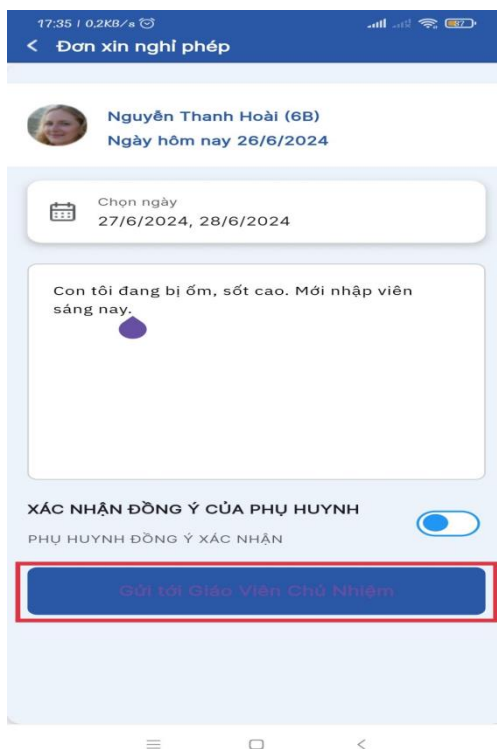 17:35 | 0,2KB/s
87
Đơn xin nghỉ phép
Nguyễn Thanh Hoài (6B)
Ngày hôm nay 26/6/2024
Chọn ngày
27/6/2024, 28/6/2024
Con tôi đang bị ốm, sốt cao. Mới nhập viên
sáng nay.
XÁC NHẬN ĐỒNG Ý CỦA PHỤ HUYNH
PHỤ HUYNH ĐỒNG Ý XÁC NHẬN
Gửi tới Giáo Viên Chủ Nhiệm